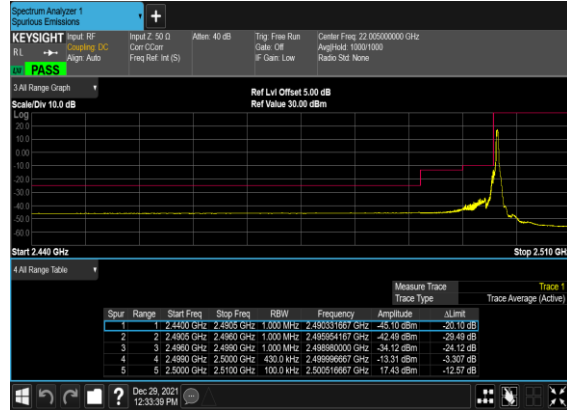 Spectrum Analyzer 1
Spurious Emissions
KEYSIGHT Input: RF Input Z: 50 Ω Atten: 40 dB Trig: Free Run Center Freq: 22.005000000 GHz
RL Coupling: DC Corr CCorr Gate: Off Avg|Hold: 1000/1000
Align: Auto Freq Ref: Int (S) IF Gain: Low Radio Std: None
PASS
3 All Range Graph
Ref Lvl Offset 5.00 dB
Scale/Div 10.0 dB Ref Value 30.00 dBm
Log
20.0
10.0
0.00
-10.0
-20.0
-30.0
-40.0
-50.0
-60.0
Start 2.440 GHz Stop 2.510 GH
4 All Range Table
Measure Trace Trace 1
Trace Type Trace Average (Active)
Spur Range Start Freq Stop Freq RBW Frequency Amplitude ΔLimit
1 1 2.4400 GHz 2.4905 GHz 1.000 MHz 2.490331667 GHz -45.10 dBm -20.10 dB
2 2 2.4905 GHz 2.4960 GHz 1.000 MHz 2.495954167 GHz -42.49 dBm -29.49 dB
3 3 2.4960 GHz 2.4990 GHz 1.000 MHz 2.498980000 GHz -34.12 dBm -24.12 dB
4 4 2.4990 GHz 2.5000 GHz 430.0 kHz 2.499996667 GHz -13.31 dBm -3.307 dB
5 5 2.5000 GHz 2.5100 GHz 100.0 kHz 2.500516667 GHz 17.43 dBm -12.57 dB
? Dec 29, 2021
12:33:39 PM